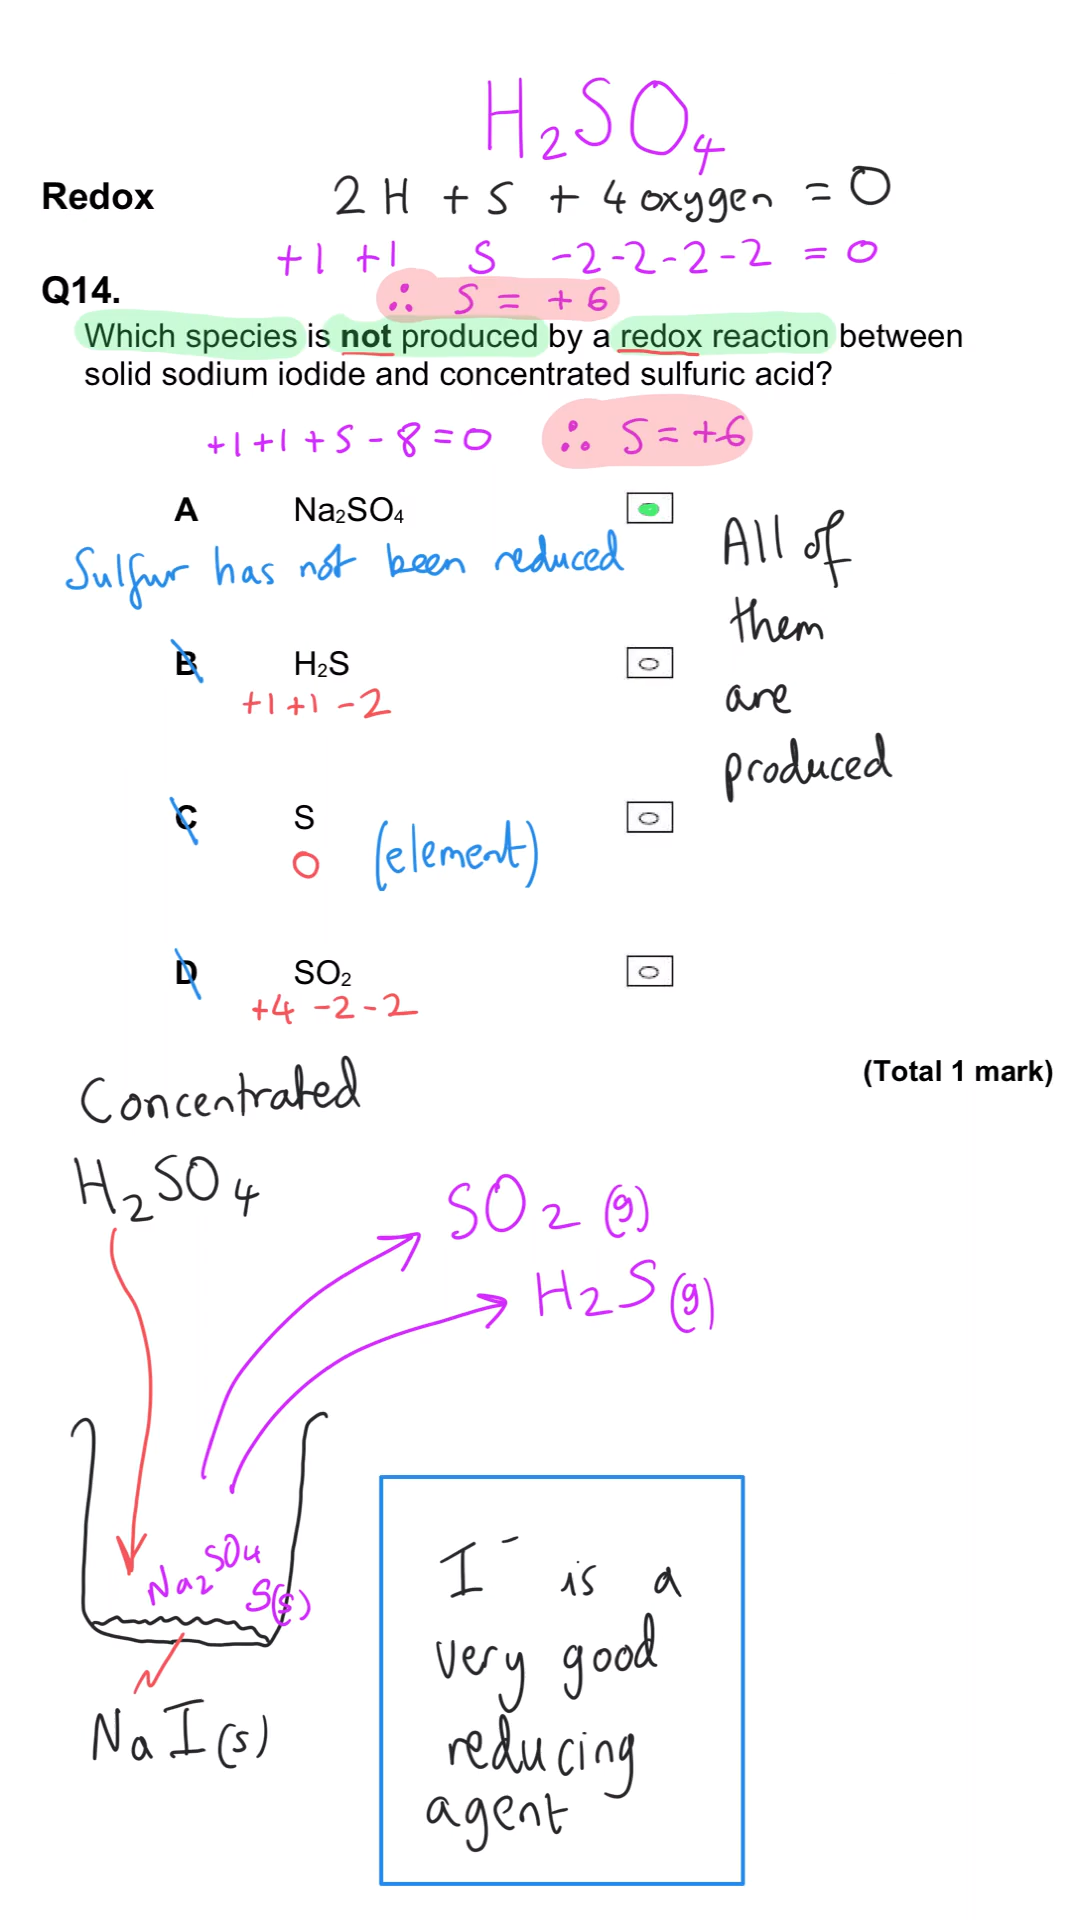 H₂SO₄
Redox
2 H + S + 4 oxygen = O
+1 +1 S -2-2-2-2 = 0
Q14.
∴ S = +6
Which species is not produced by a redox reaction between
solid sodium iodide and concentrated sulfuric acid?
+1+1+S-8=0 ∴ S=+6
A Na₂SO₄
Sulfur has not been reduced
All of
them
are
produced
B H₂S
+1 +1 -2
C S
0 (element)
D SO₂
+4 -2-2
(Total 1 mark)
Concentrated
H₂SO₄
SO₂ (g)
H₂S (g)
Na₂SO₄
S(s)
NaI(s)
I⁻ is a
very good
reducing
agent